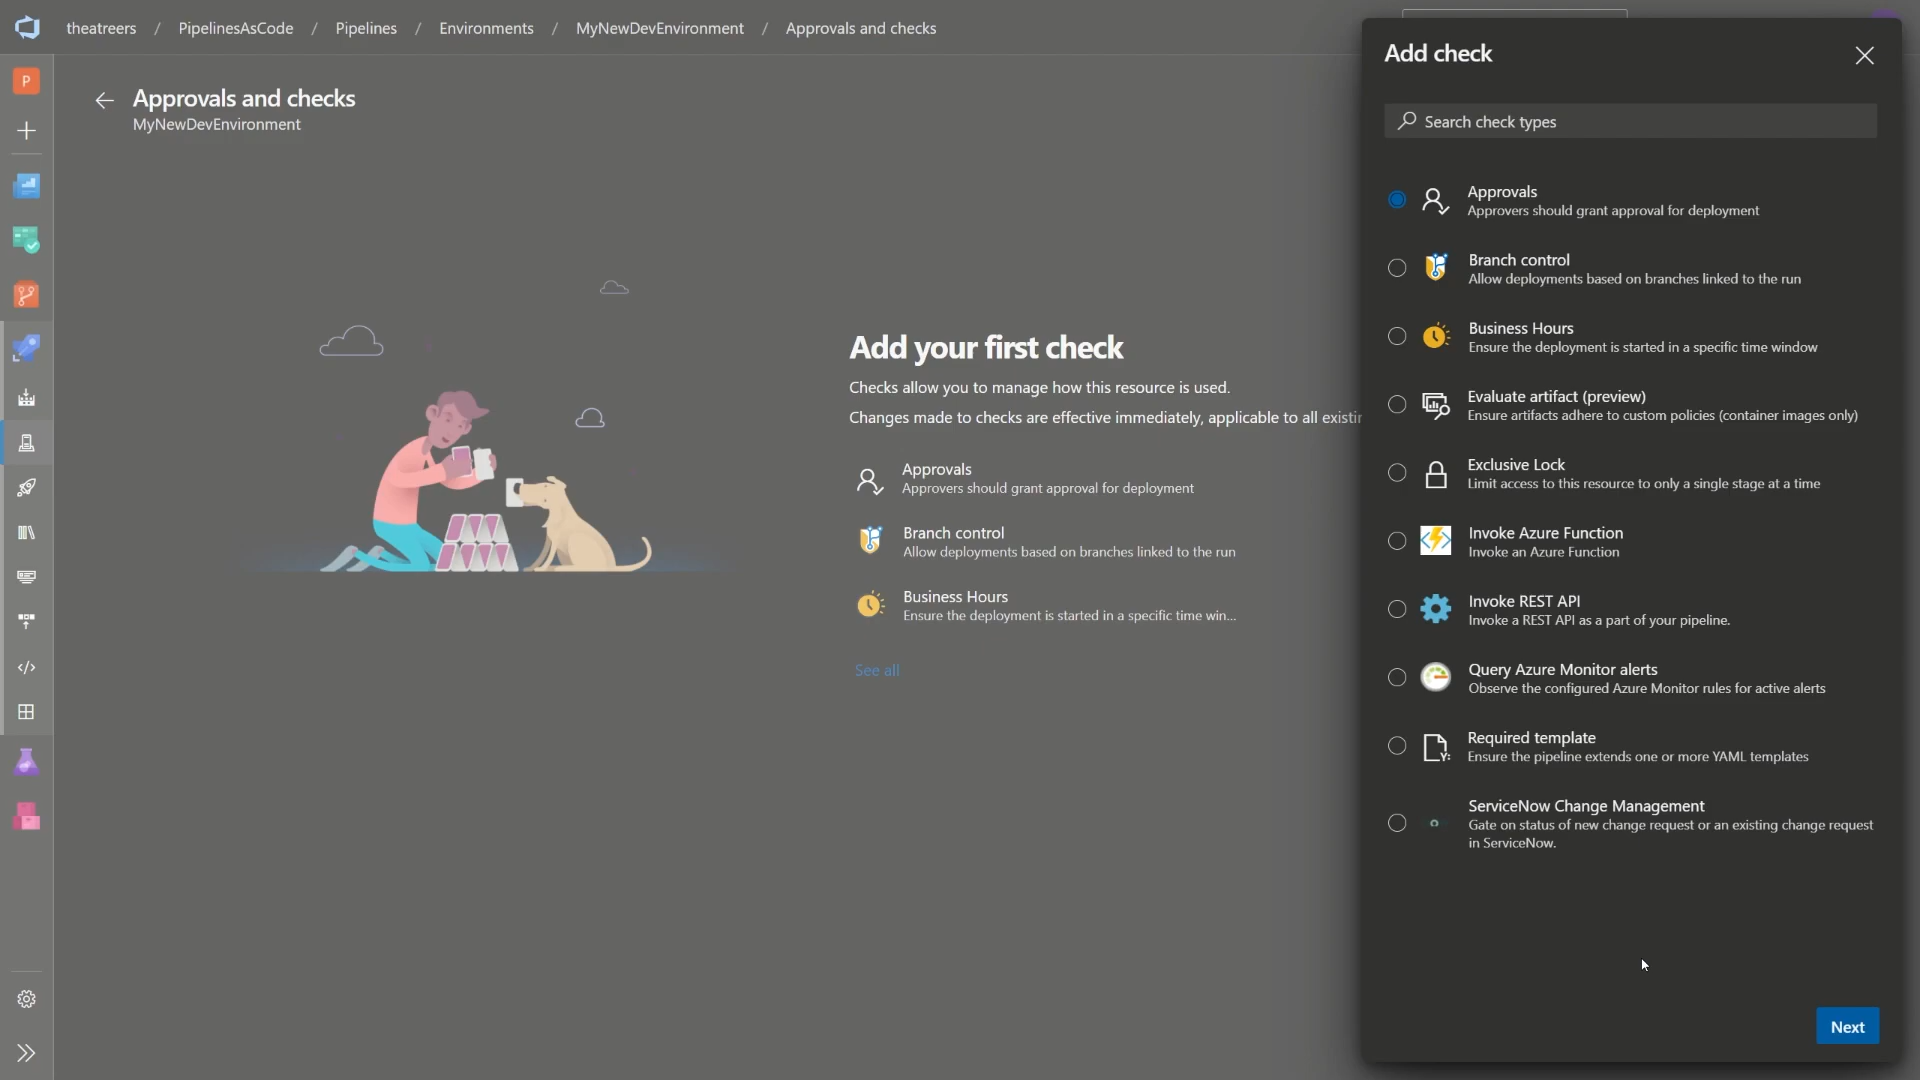 theatreers / PipelinesAsCode / Pipelines / Environments / MyNewDevEnvironment / Approvals and checks
P
Approvals and checks
MyNewDevEnvironment
Add your first check
Checks allow you to manage how this resource is used.
Changes made to checks are effective immediately, applicable to all existin
Approvals
Approvers should grant approval for deployment
Branch control
Allow deployments based on branches linked to the run
Business Hours
Ensure the deployment is started in a specific time win...
See all
Add check
Search check types
Approvals
Approvers should grant approval for deployment
Branch control
Allow deployments based on branches linked to the run
Business Hours
Ensure the deployment is started in a specific time window
Evaluate artifact (preview)
Ensure artifacts adhere to custom policies (container images only)
Exclusive Lock
Limit access to this resource to only a single stage at a time
Invoke Azure Function
Invoke an Azure Function
Invoke REST API
Invoke a REST API as a part of your pipeline.
Query Azure Monitor alerts
Observe the configured Azure Monitor rules for active alerts
Required template
Ensure the pipeline extends one or more YAML templates
ServiceNow Change Management
Gate on status of new change request or an existing change request
in ServiceNow.
Next